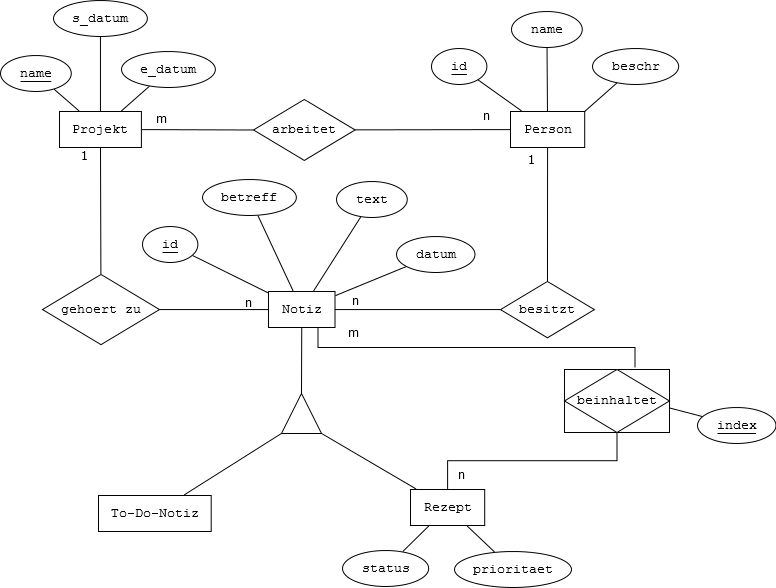 s_datum
name
e_datum
Projekt
1
m
arbeitet
n
name
id
beschr
Person
1
betreff
text
id
datum
gehoert zu
n
Notiz
n
besitzt
m
beinhaltet
index
n
To-Do-Notiz
Rezept
status
prioritaet